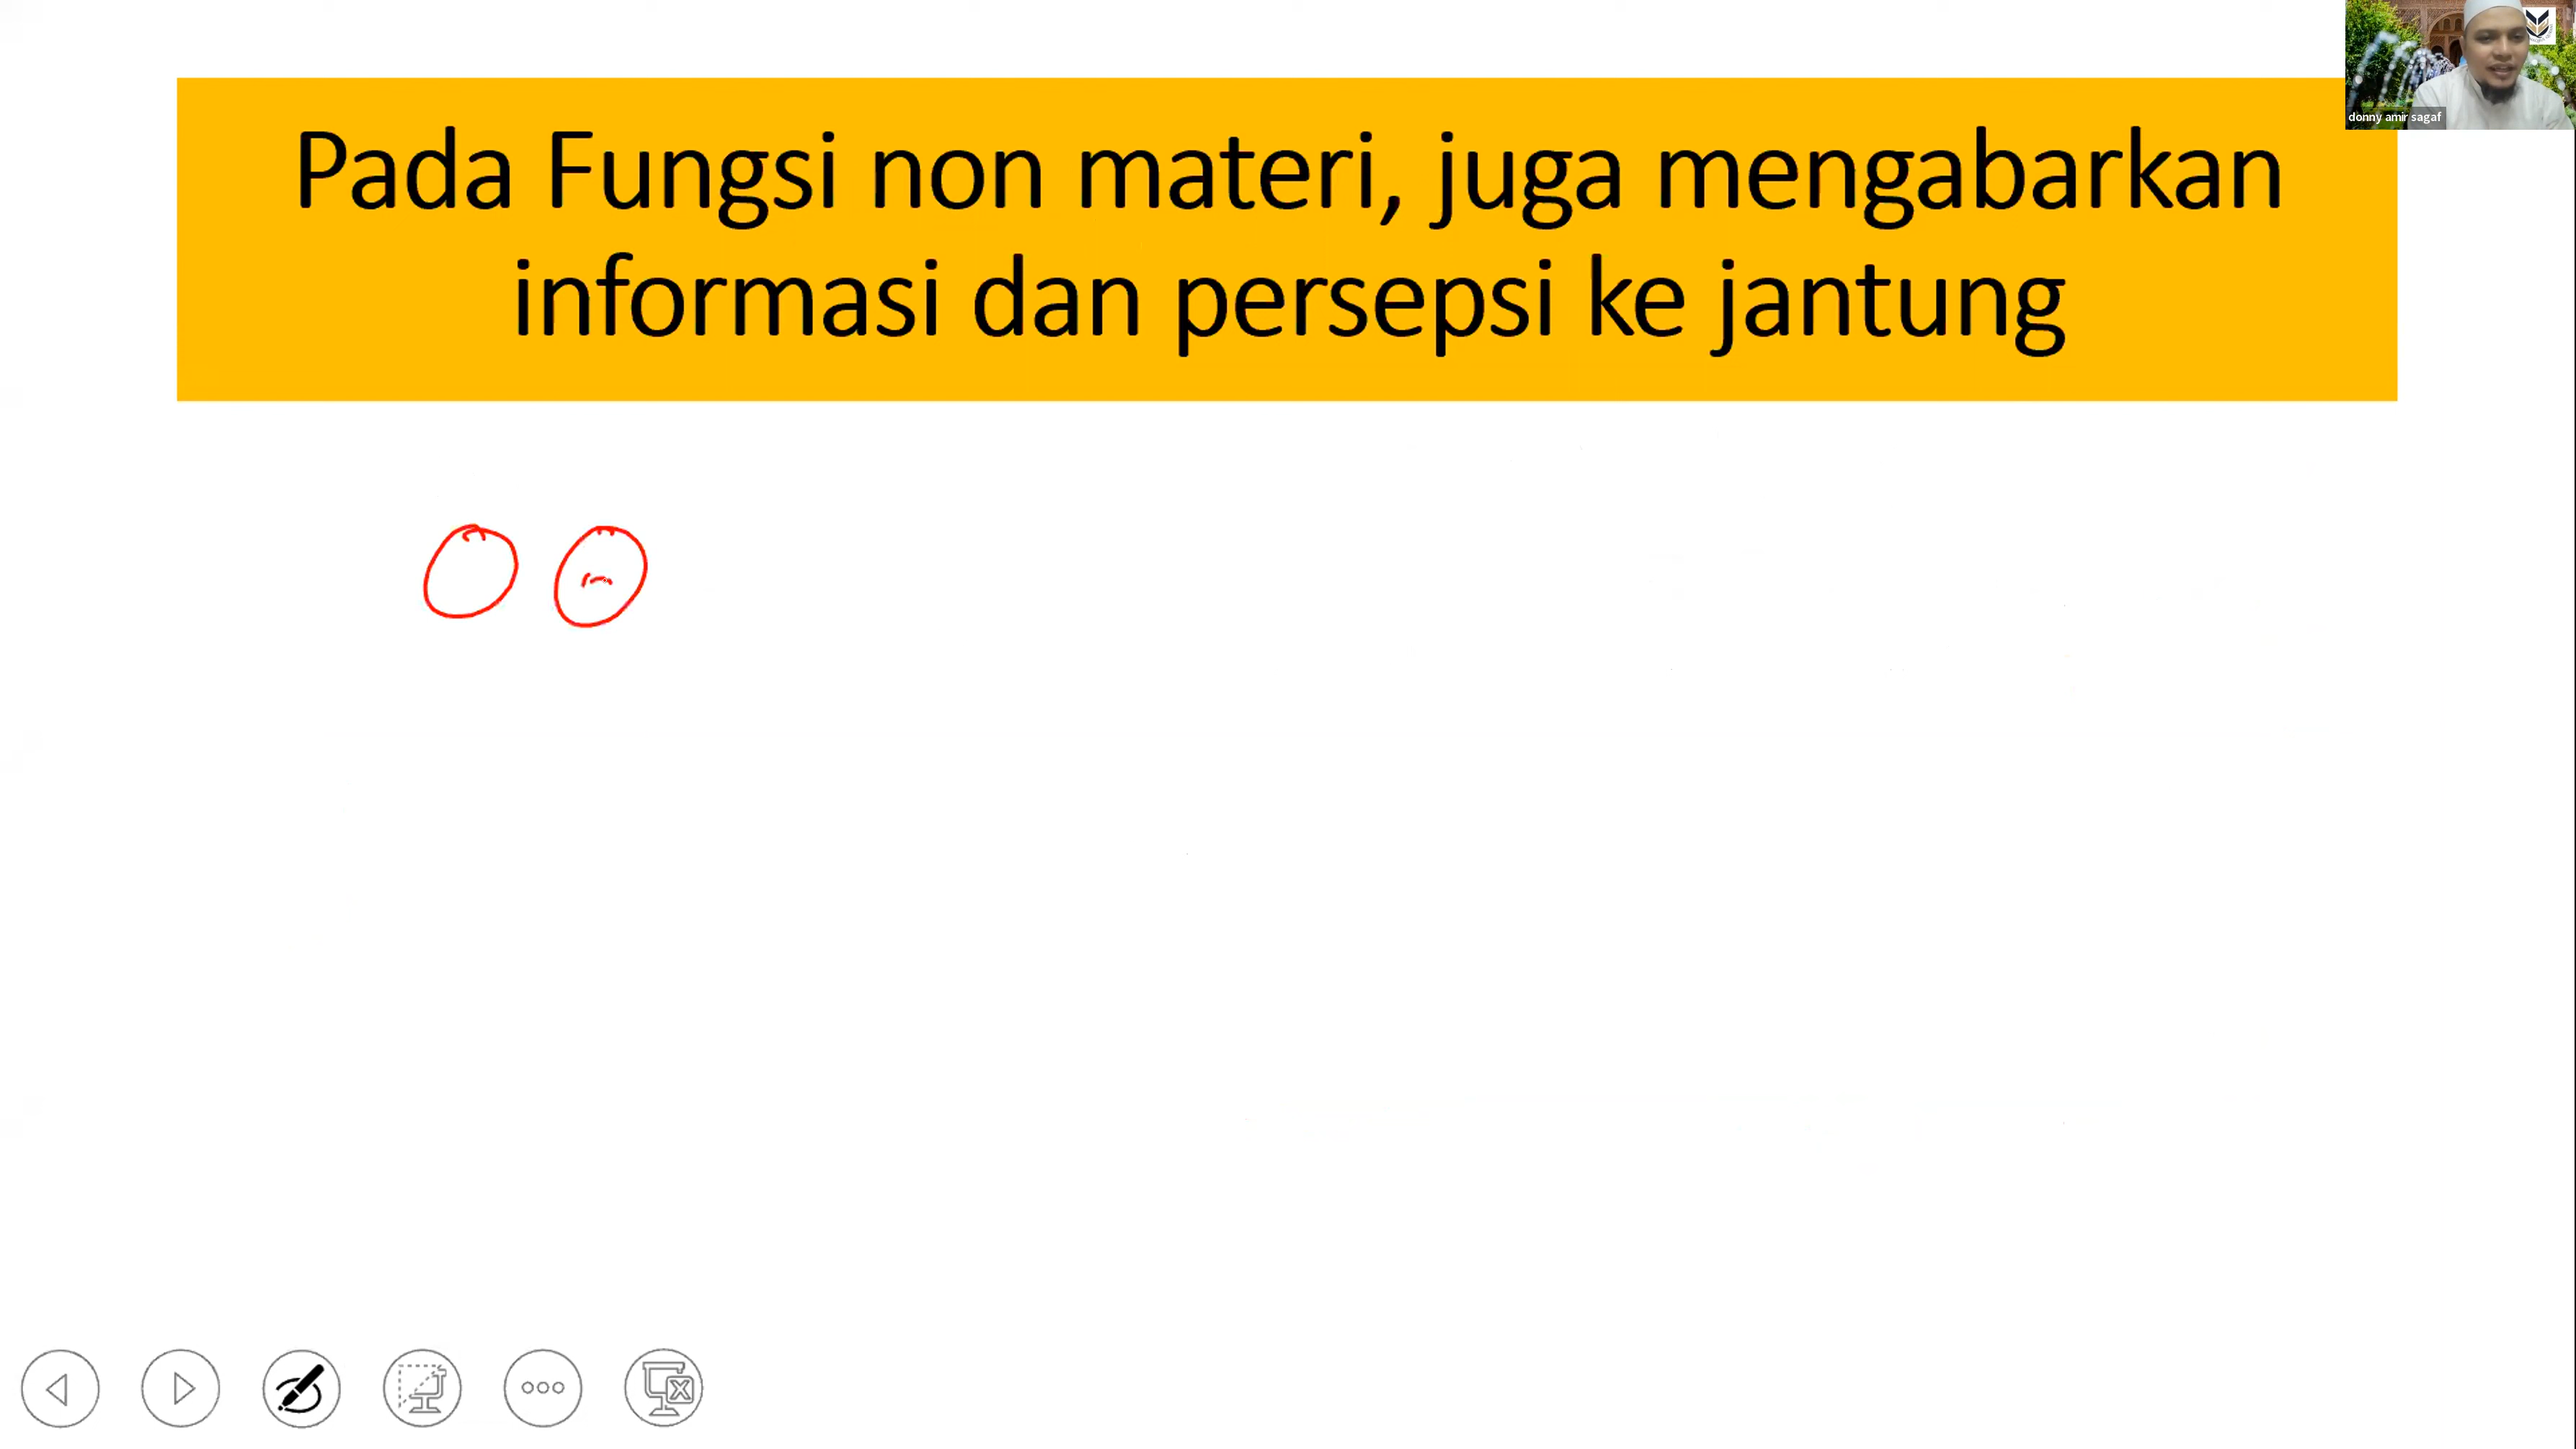 Pada Fungsi non materi, juga mengabarkan
informasi dan persepsi ke jantung
donny amir sagaf